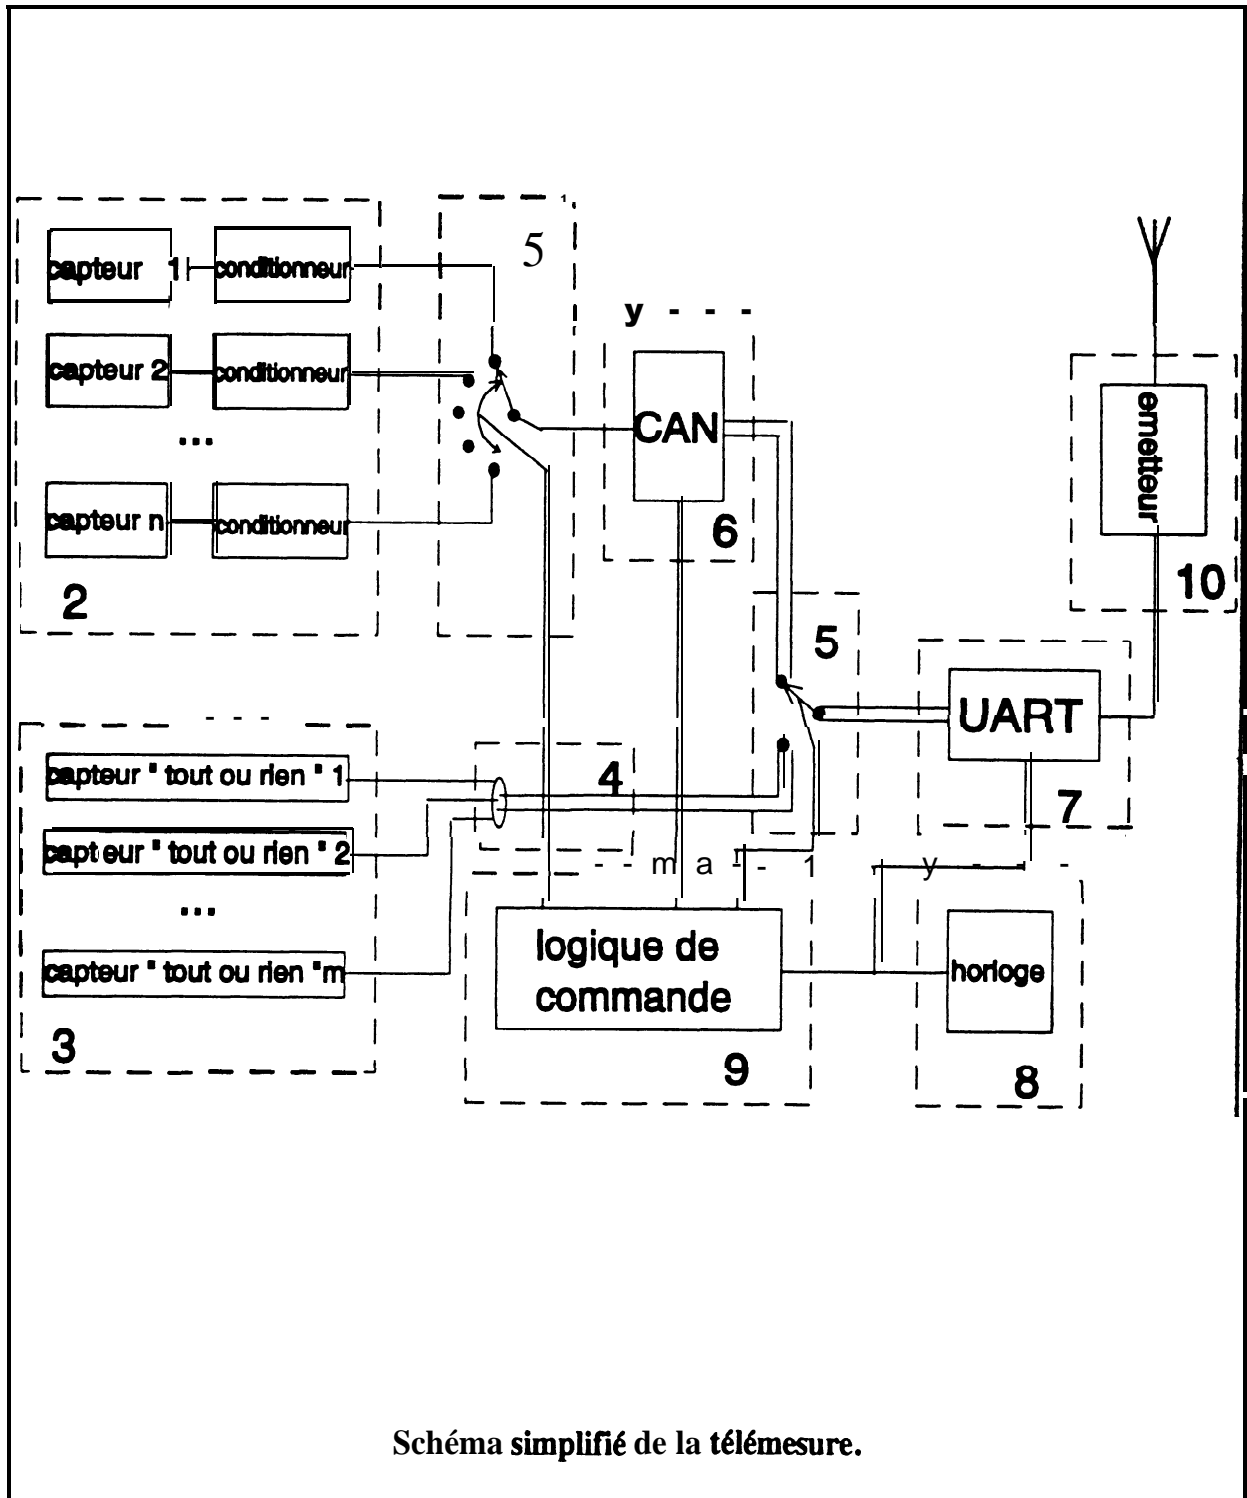 5
capteur 1
conditionneur
y - - -
capteur 2
conditionneur
...
CAN
emetteur
capteur n
conditionneur
6
10
2
5
UART
capteur " tout ou rien " 1
4
7
capteur " tout ou rien " 2
- - m a - - 1
y - - -
...
logique de
commande
horloge
capteur " tout ou rien "m
3
9
8
Schéma simplifié de la télémesure.